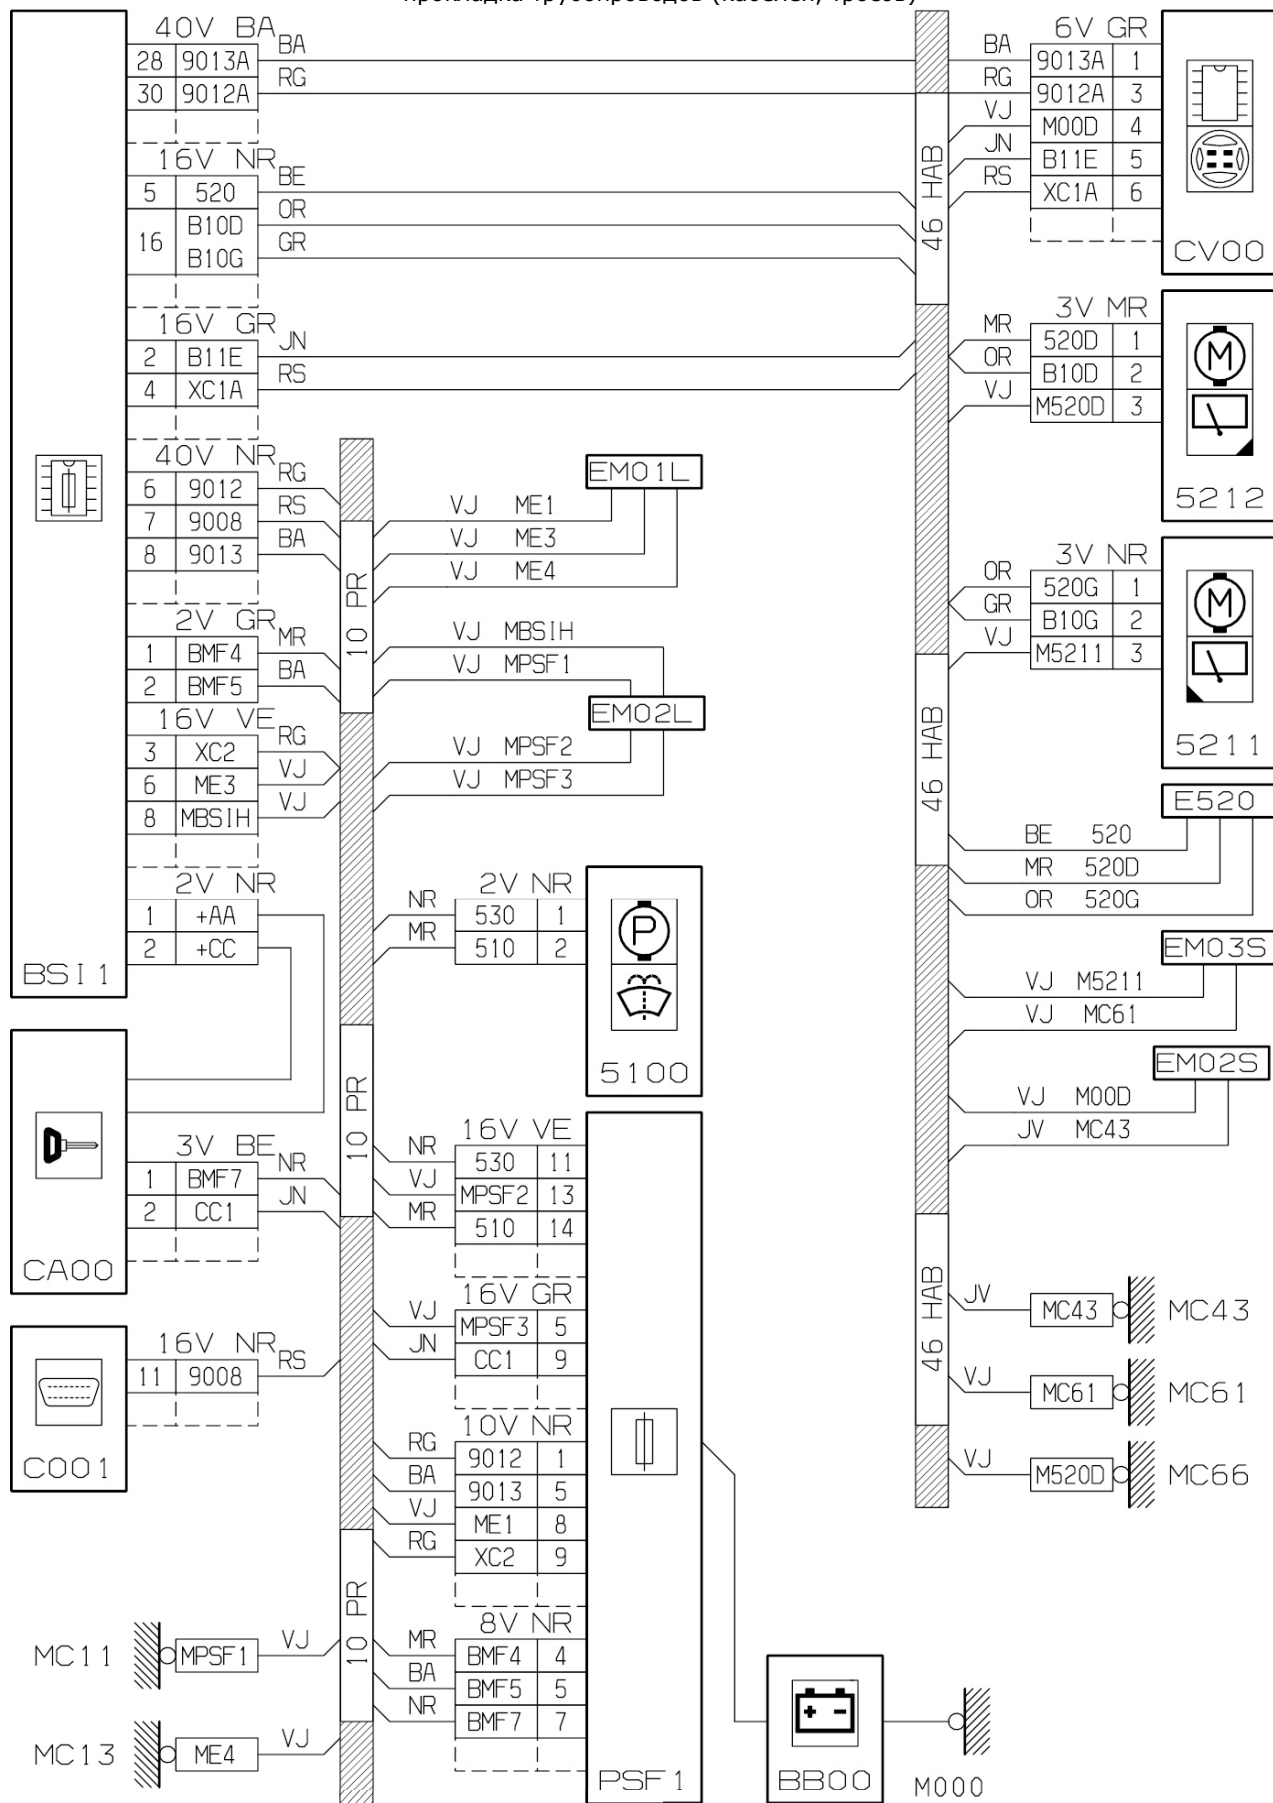 прокладка трубопроводов (кабелей, тросов)
40V BA
28 9013A BA
30 9012A RG
16V NR
5 520 BE
16 B10D OR
B10G GR
16V GR
2 B11E JN
4 XC1A RS
40V NR
6 9012 RG
7 9008 RS
8 9013 BA
2V GR
1 BMF4 MR
2 BMF5 BA
16V VE
3 XC2 RG
6 ME3 VJ
8 MBSIH VJ
2V NR
1 +AA
2 +CC
BSI1
3V BE
1 BMF7 NR
2 CC1 JN
CA00
16V NR
11 9008 RS
C001
MC11 MPSF1 VJ
MC13 ME4 VJ
10 PR
10 PR
10 PR
EM01L
VJ ME1
VJ ME3
VJ ME4
VJ MBSIH
VJ MPSF1
EM02L
VJ MPSF2
VJ MPSF3
2V NR
NR 530 1
MR 510 2
5100
16V VE
NR 530 11
VJ MPSF2 13
MR 510 14
16V GR
VJ MPSF3 5
JN CC1 9
10V NR
RG 9012 1
BA 9013 5
VJ ME1 8
RG XC2 9
8V NR
MR BMF4 4
BA BMF5 5
NR BMF7 7
PSF1
BB00
M000
46 HAB
46 HAB
46 HAB
6V GR
BA 9013A 1
RG 9012A 3
VJ M00D 4
JN B11E 5
RS XC1A 6
CV00
3V MR
MR 520D 1
OR B10D 2
VJ M520D 3
M
5212
3V NR
OR 520G 1
GR B10G 2
VJ M5211 3
M
5211
E520
BE 520
MR 520D
OR 520G
EM03S
VJ M5211
VJ MC61
EM02S
VJ M00D
JV MC43
JV MC43 MC43
VJ MC61 MC61
VJ M520D MC66
P
+ -